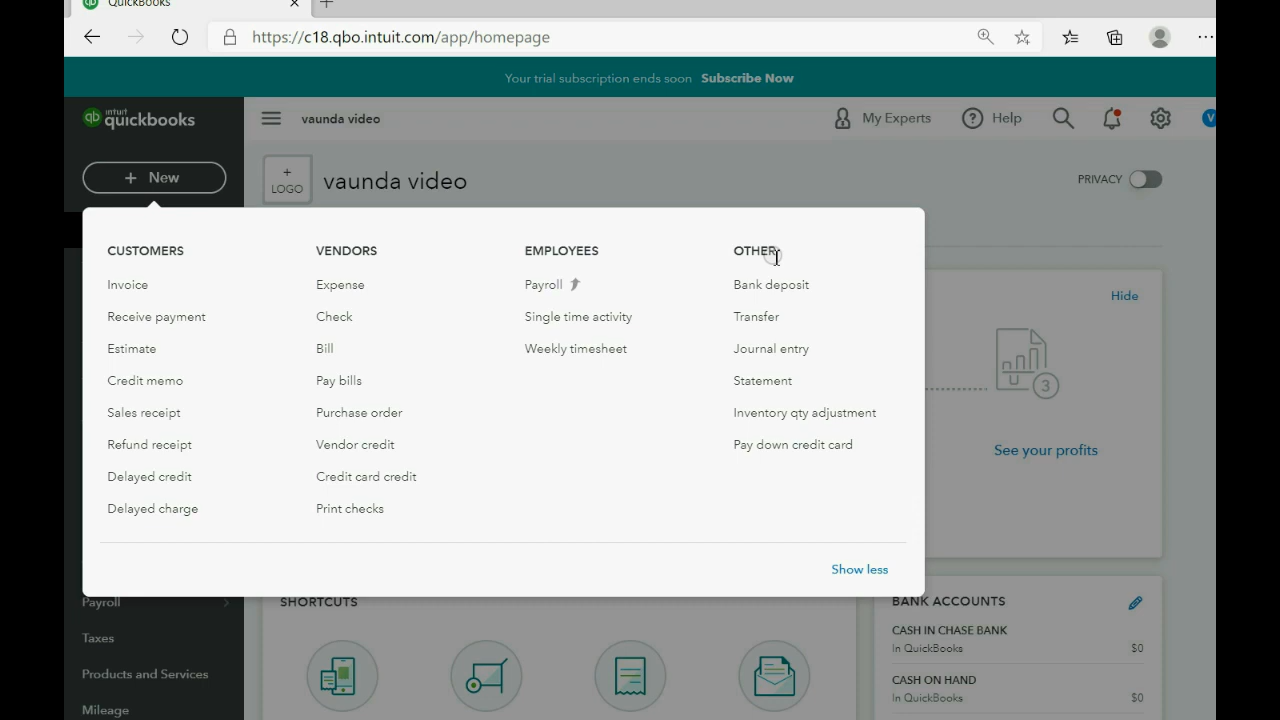 QuickBooks
https://c18.qbo.intuit.com/app/homepage
Your trial subscription ends soon Subscribe Now
intuit quickbooks
vaunda video
My Experts
Help
V
+ New
+ LOGO
vaunda video
PRIVACY
CUSTOMERS
Invoice
Receive payment
Estimate
Credit memo
Sales receipt
Refund receipt
Delayed credit
Delayed charge
VENDORS
Expense
Check
Bill
Pay bills
Purchase order
Vendor credit
Credit card credit
Print checks
EMPLOYEES
Payroll
Single time activity
Weekly timesheet
OTHER
Bank deposit
Transfer
Journal entry
Statement
Inventory qty adjustment
Pay down credit card
Show less
Hide
3
See your profits
Payroll
Taxes
Products and Services
Mileage
SHORTCUTS
BANK ACCOUNTS
CASH IN CHASE BANK
In QuickBooks $0
CASH ON HAND
In QuickBooks $0